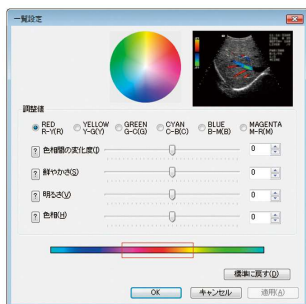 一覧設定
調整値
RED YELLOW GREEN CYAN BLUE MAGENTA
R-Y(R) Y-G(Y) G-C(G) C-B(C) B-M(B) M-R(M)
? 色相間の変化度(I) 0
? 鮮やかさ(S) 0
? 明るさ(V) 0
? 色相(H) 0
標準に戻す(D)
OK キャンセル 適用(A)